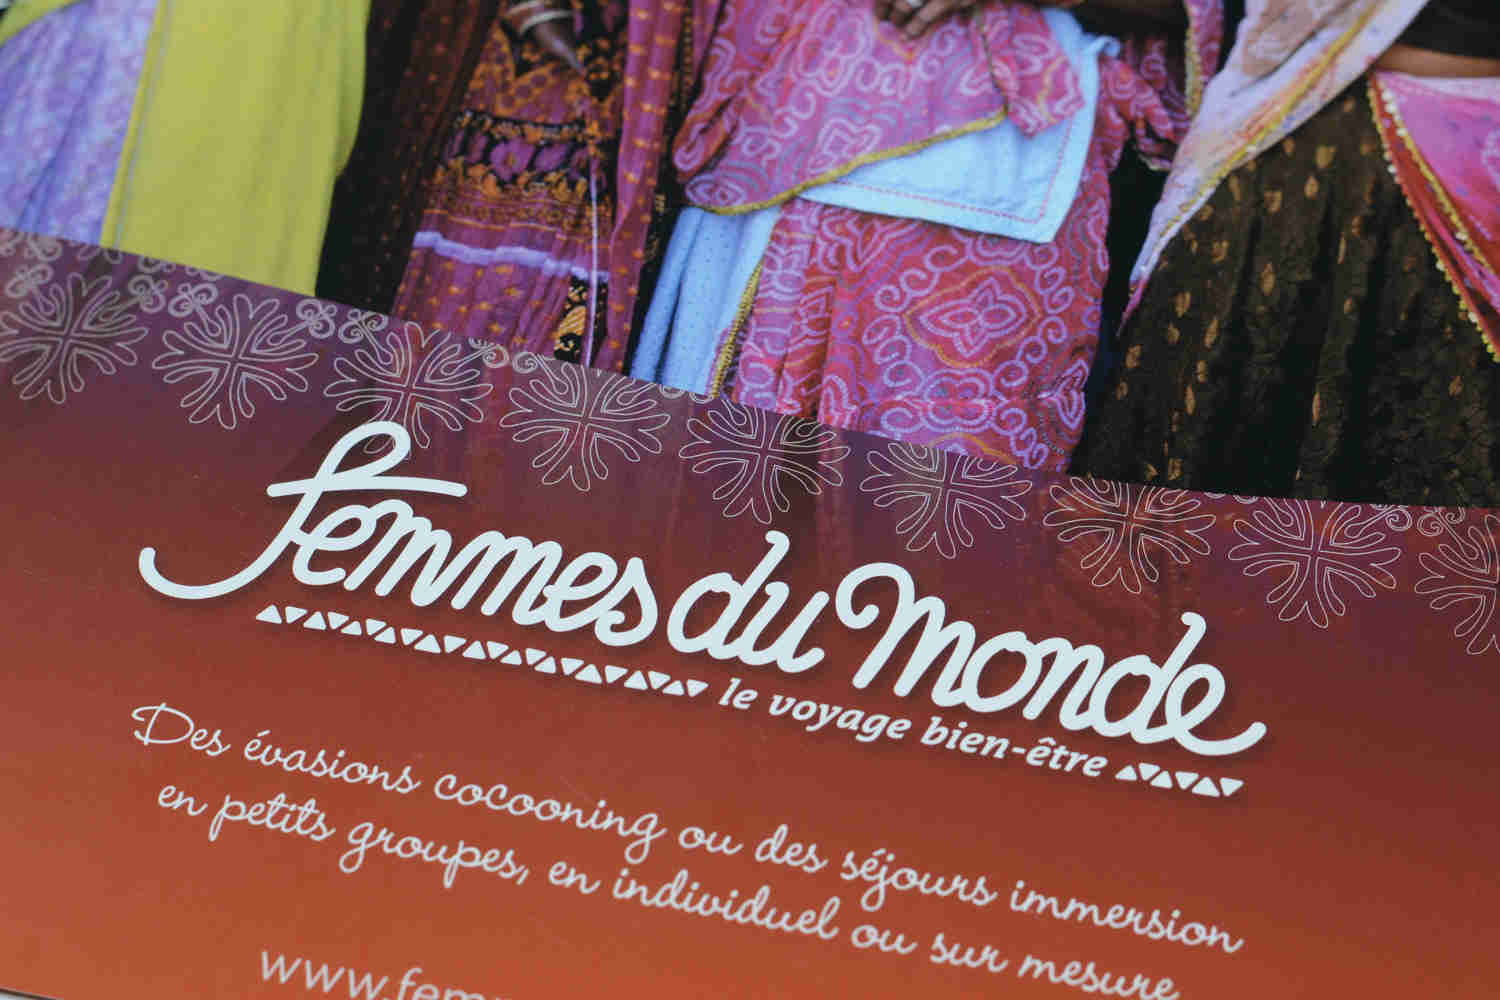 Femmes du Monde
le voyage bien-être
Des évasions cocooning ou des séjours immersion
en petits groupes, en individuel ou sur mesure